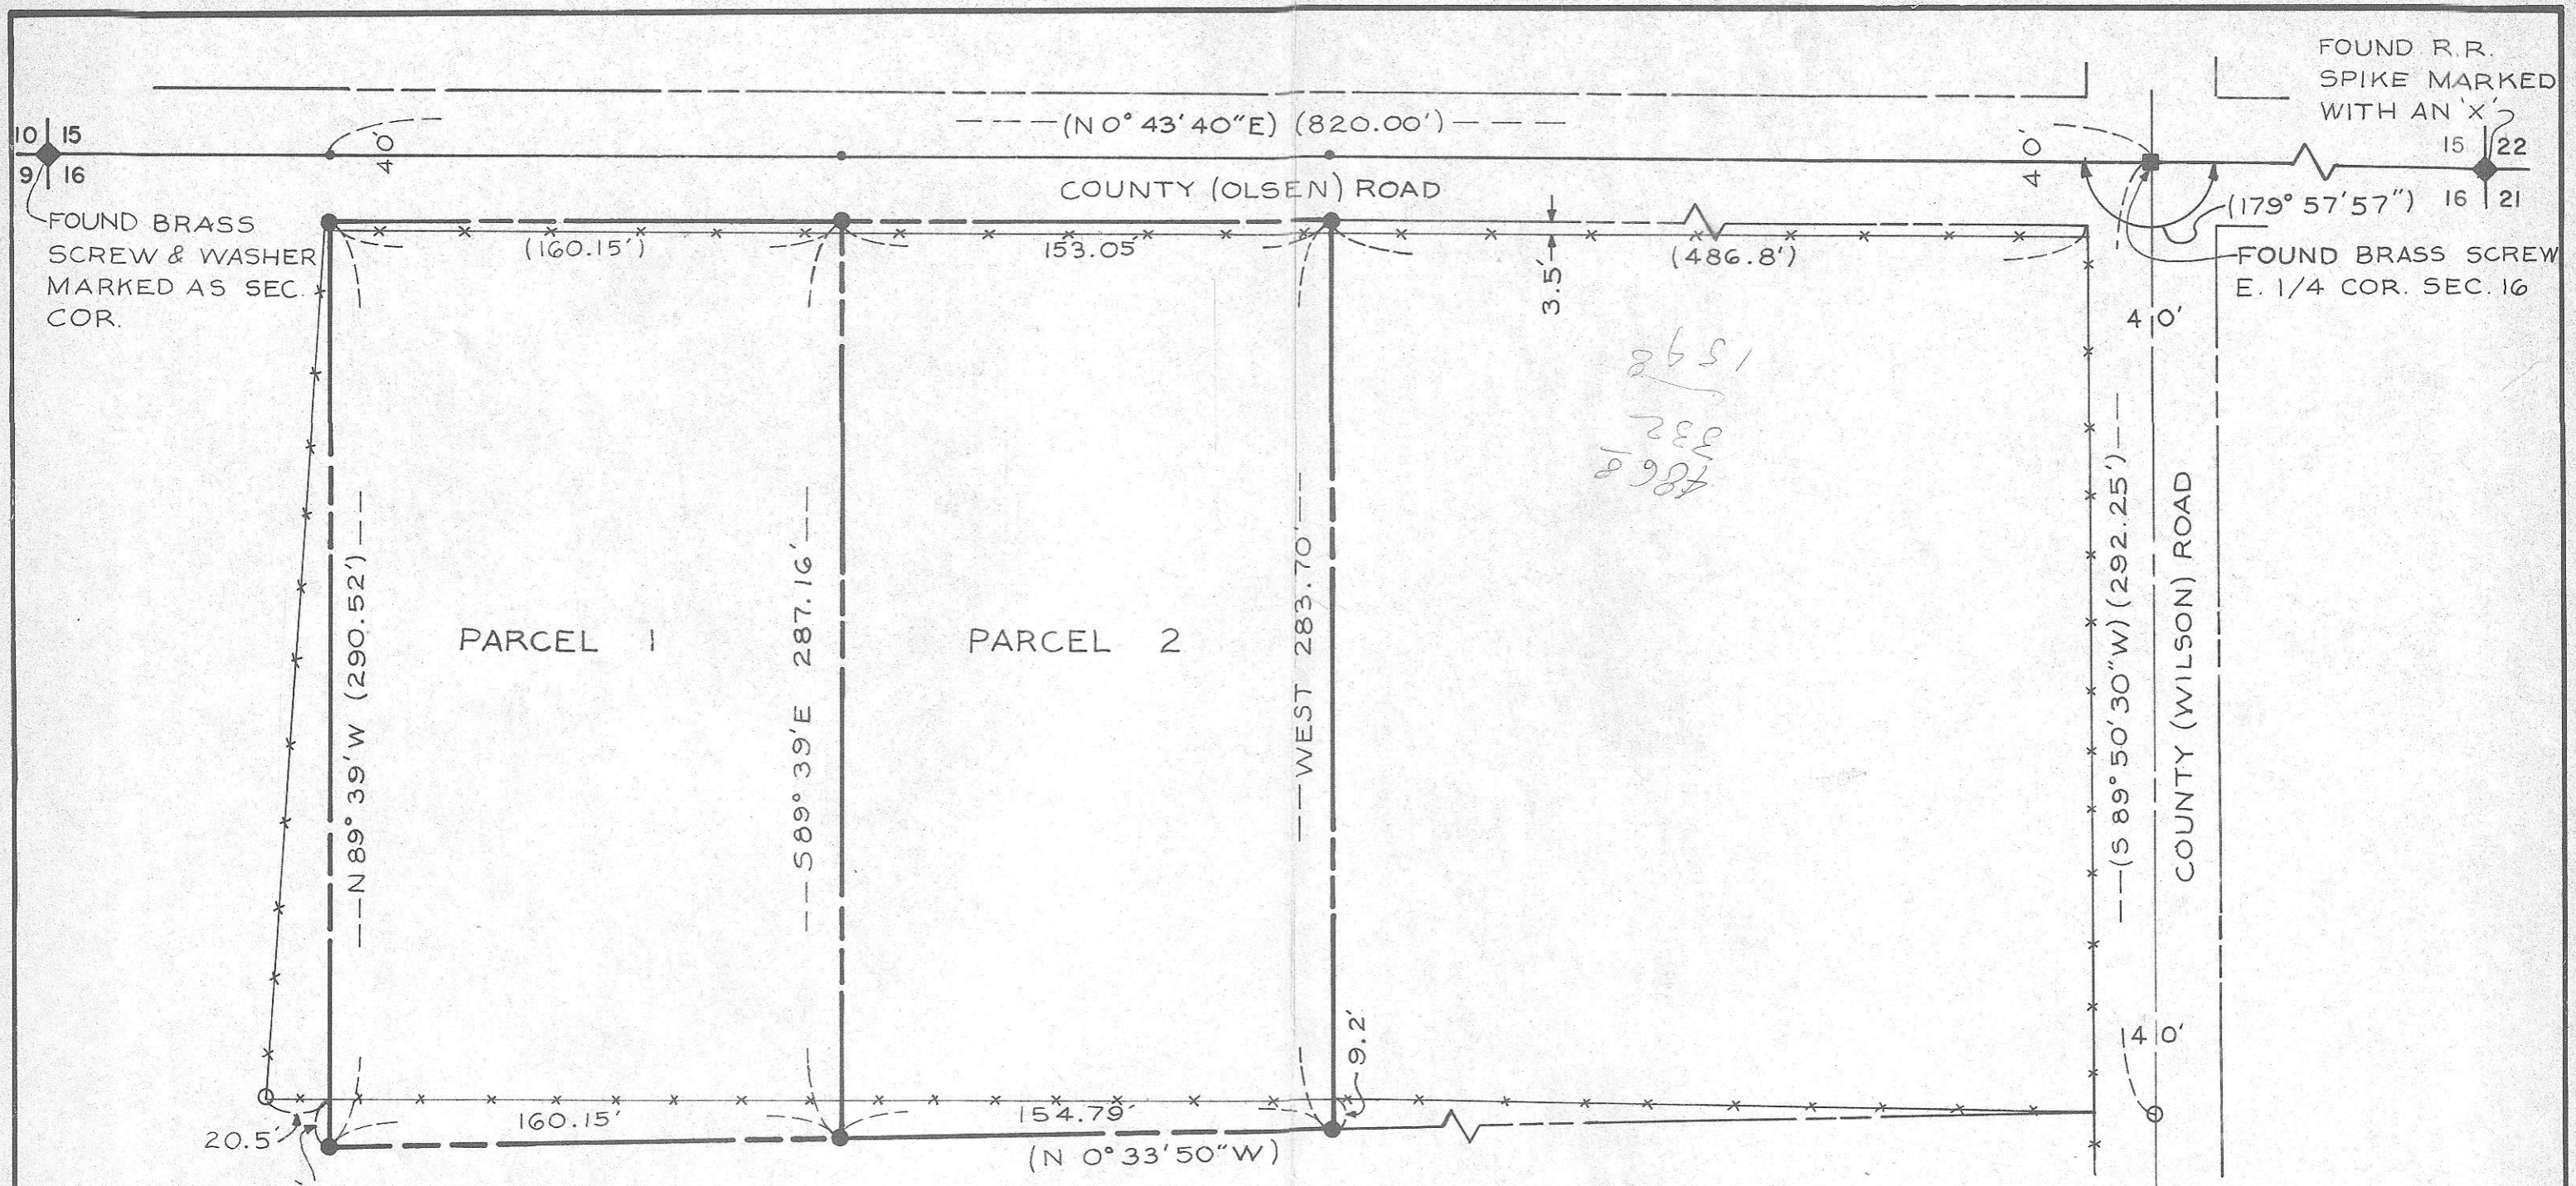 FOUND R.R.
SPIKE MARKED
WITH AN 'X'
---(N 0° 43' 40" E) (820.00')---
10 15
9 16
40'
40'
15 22
16 21
COUNTY (OLSEN) ROAD
(179° 57' 57")
FOUND BRASS
SCREW & WASHER
MARKED AS SEC.
COR.
(160.15')
153.05'
(486.8')
3.5'
FOUND BRASS SCREW
E. 1/4 COR. SEC. 16
40'
486 8
332
159 8
---N 89° 39' W (290.52')---
PARCEL 1
---S89° 39' E 287.16'---
PARCEL 2
---WEST 283.70'---
---(S 89° 50' 30" W) (292.25')---
COUNTY (WILSON) ROAD
9.2'
40'
20.5'
160.15'
154.79'
(N 0° 33' 50" W)